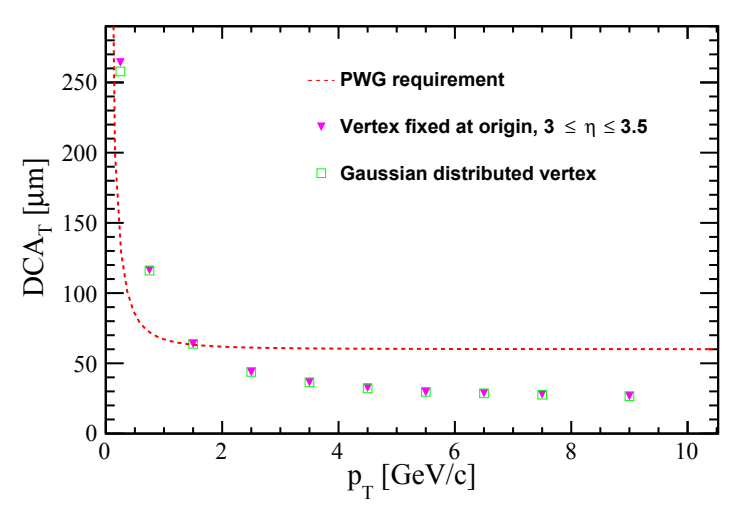 PWG requirement
Vertex fixed at origin, 3 ≤ η ≤ 3.5
Gaussian distributed vertex
DCA_T [μm]
250
200
150
100
50
0
0 2 4 6 8 10
p_T [GeV/c]